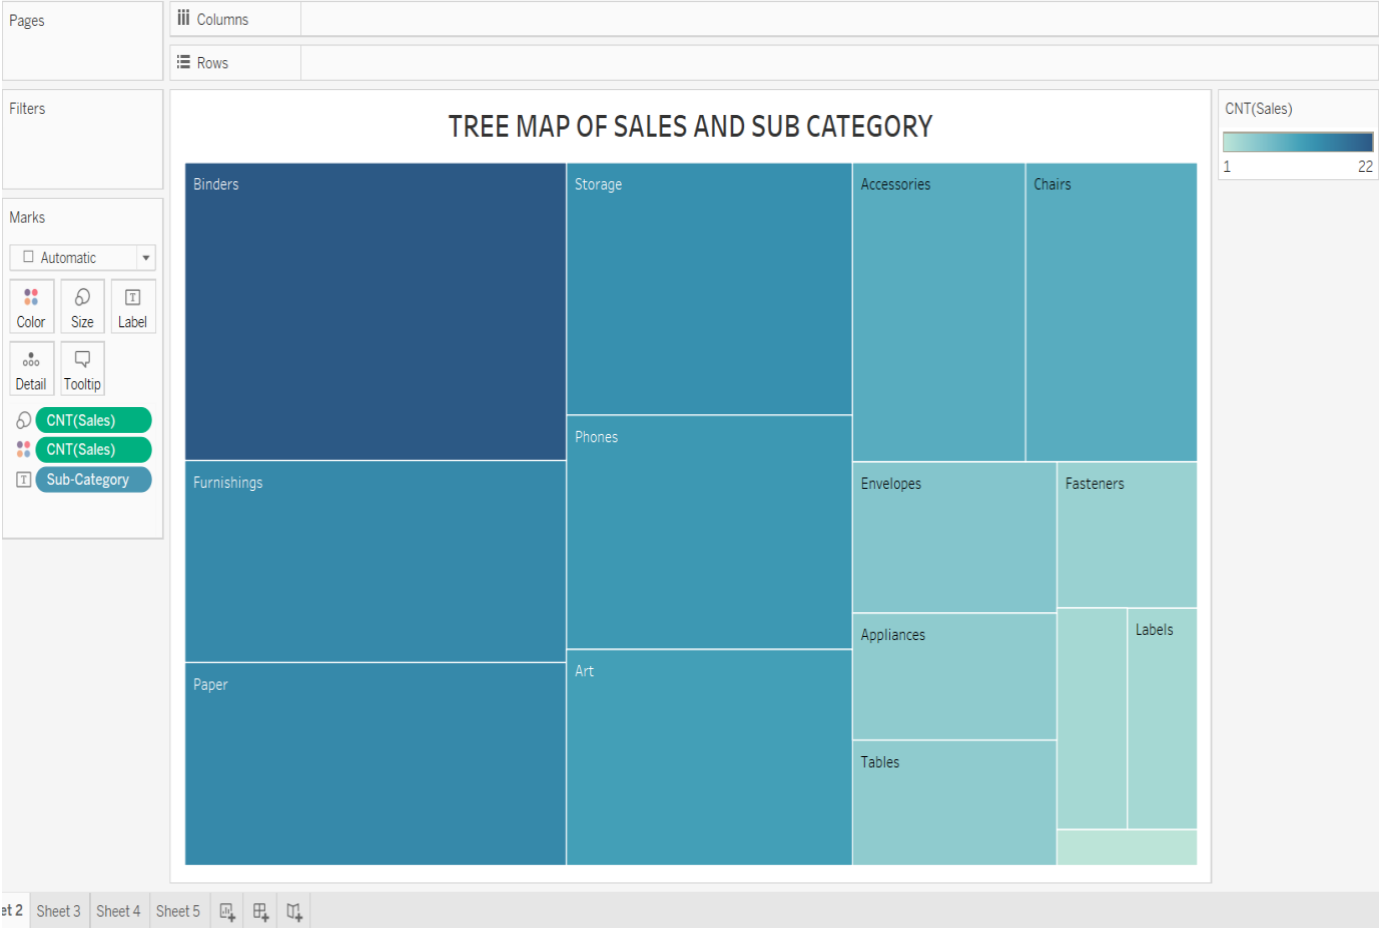 Pages
Columns
Rows
Filters
Marks
Automatic
Color Size Label
Detail Tooltip
CNT(Sales)
CNT(Sales)
Sub-Category
TREE MAP OF SALES AND SUB CATEGORY
Binders
Storage
Accessories
Chairs
Phones
Furnishings
Envelopes
Fasteners
Appliances
Labels
Art
Paper
Tables
CNT(Sales)
1 22
et 2 Sheet 3 Sheet 4 Sheet 5